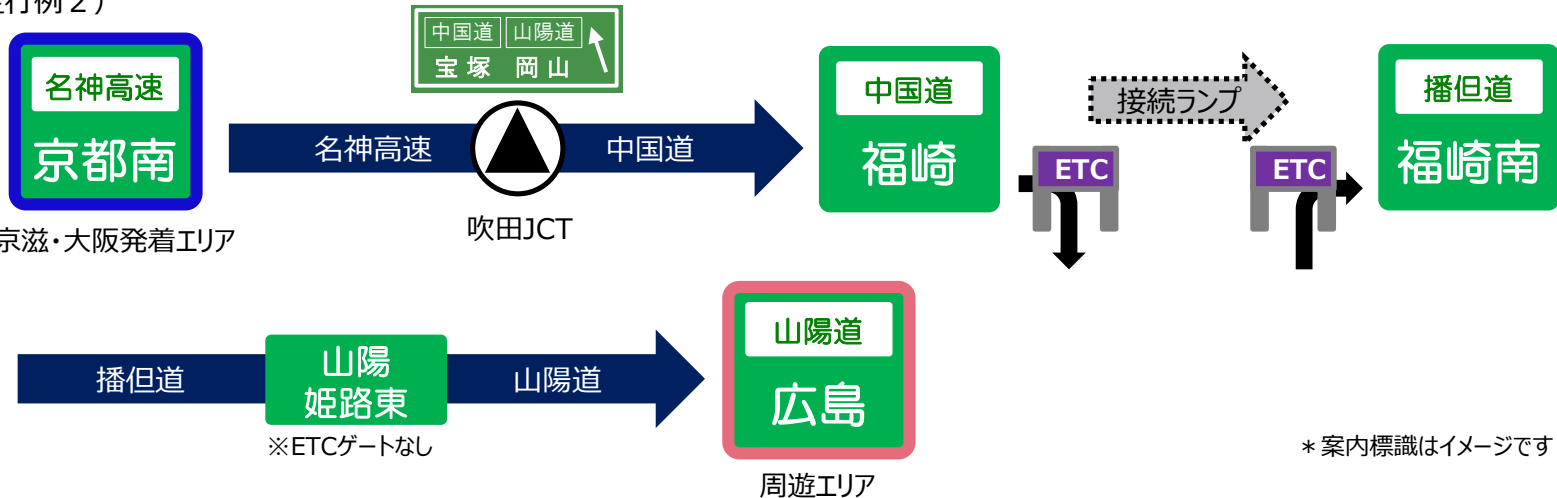 行例２）
名神高速
京都南
京滋・大阪発着エリア
中国道 山陽道
宝塚 岡山
名神高速
中国道
吹田JCT
中国道
福崎
接続ランプ
ETC
ETC
播但道
福崎南
播但道
山陽
姫路東
※ETCゲートなし
山陽道
山陽道
広島
周遊エリア
＊案内標識はイメージです